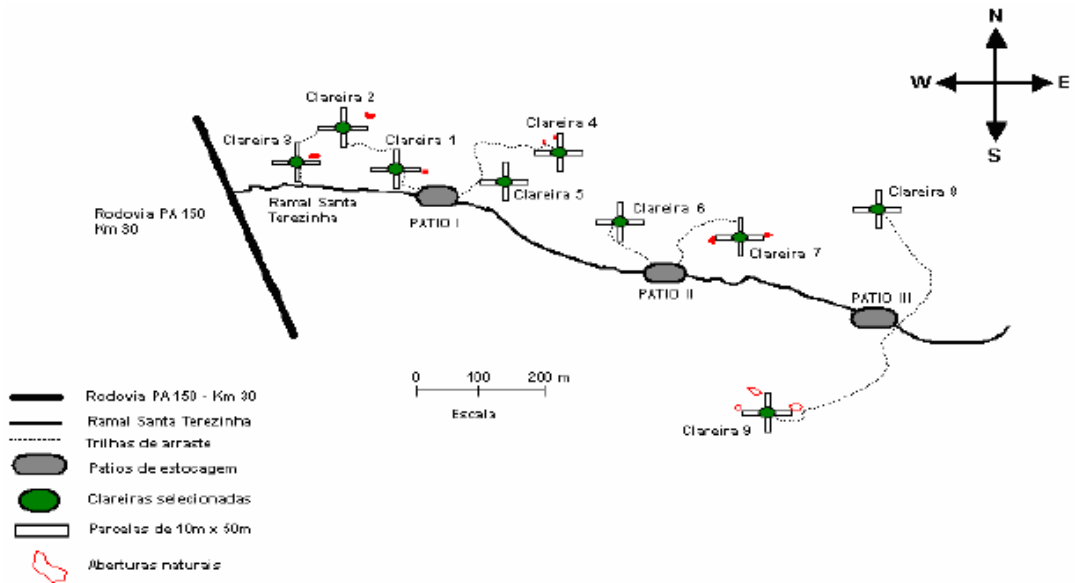 N
W
E
S
Clareira 2
Clareira 3
Clareira 1
Clareira 4
Clareira 5
Clareira 8
Ramal Santa
Terezinha
PATIO I
Rodovia PA 150
Km 30
Clareira 6
Clareira 7
PATIO II
PATIO III
0 100 200 m
Escala
Clareira 9
Rodovia PA 150 - Km 30
Ramal Santa Terezinha
Trilhas de arraste
Patios de estocagem
Clareiras selecionadas
Parcelas de 10m x 50m
Aberturas naturais